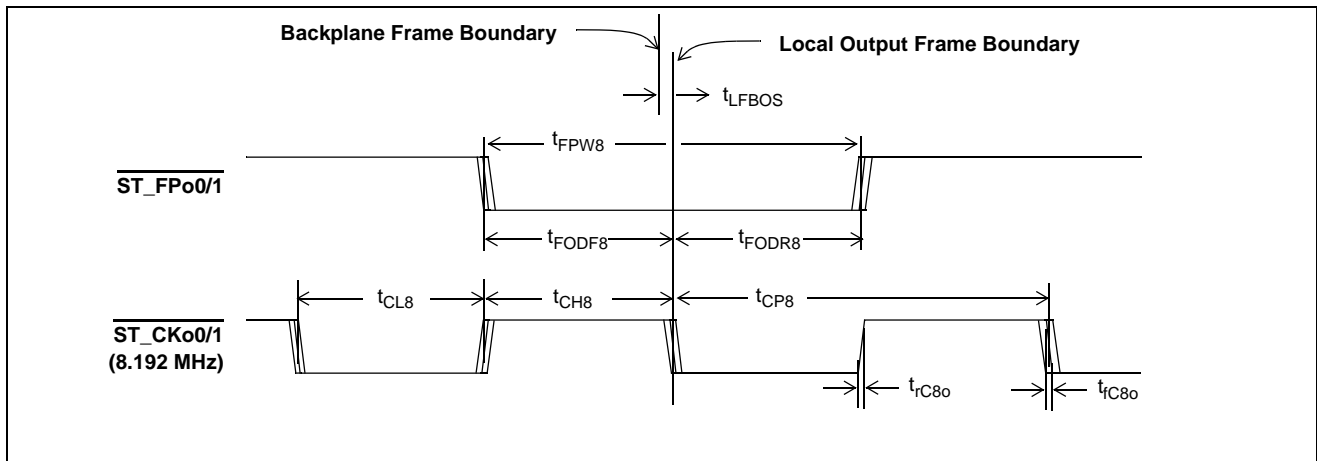 Backplane Frame Boundary
Local Output Frame Boundary
tLFBOS
tFPW8
ST_FPo0/1
tFODF8
tFODR8
tCL8
tCH8
tCP8
ST_CKo0/1
(8.192 MHz)
trC8o
tfC8o